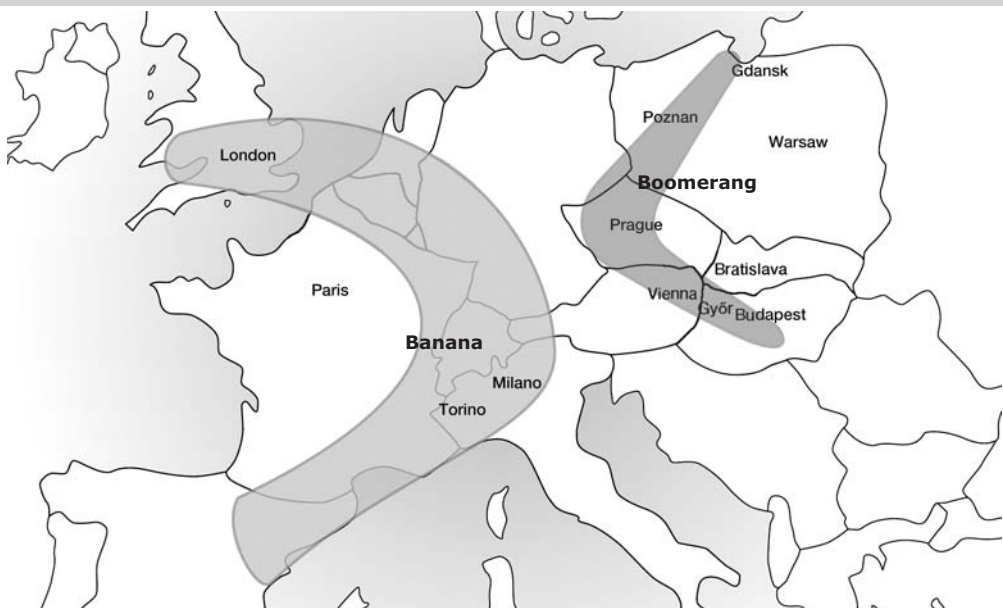 Gdansk
Poznan
Warsaw
London
Boomerang
Prague
Bratislava
Paris
Vienna
Győr
Budapest
Banana
Milano
Torino